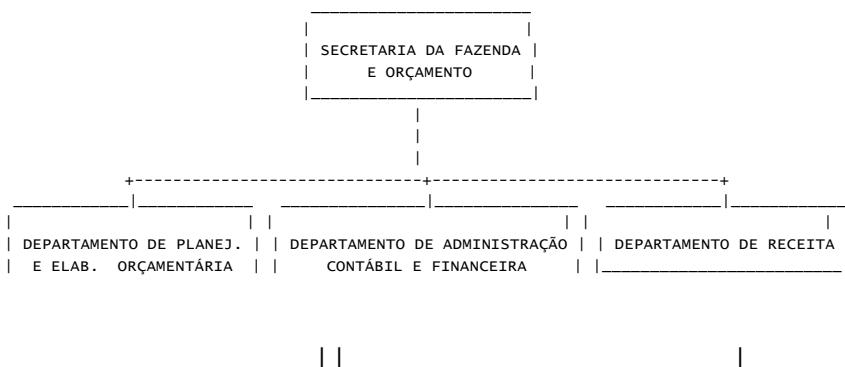 SECRETARIA DA FAZENDA
E ORÇAMENTO
DEPARTAMENTO DE PLANEJ.
E ELAB. ORÇAMENTÁRIA
DEPARTAMENTO DE ADMINISTRAÇÃO
CONTÁBIL E FINANCEIRA
DEPARTAMENTO DE RECEITA